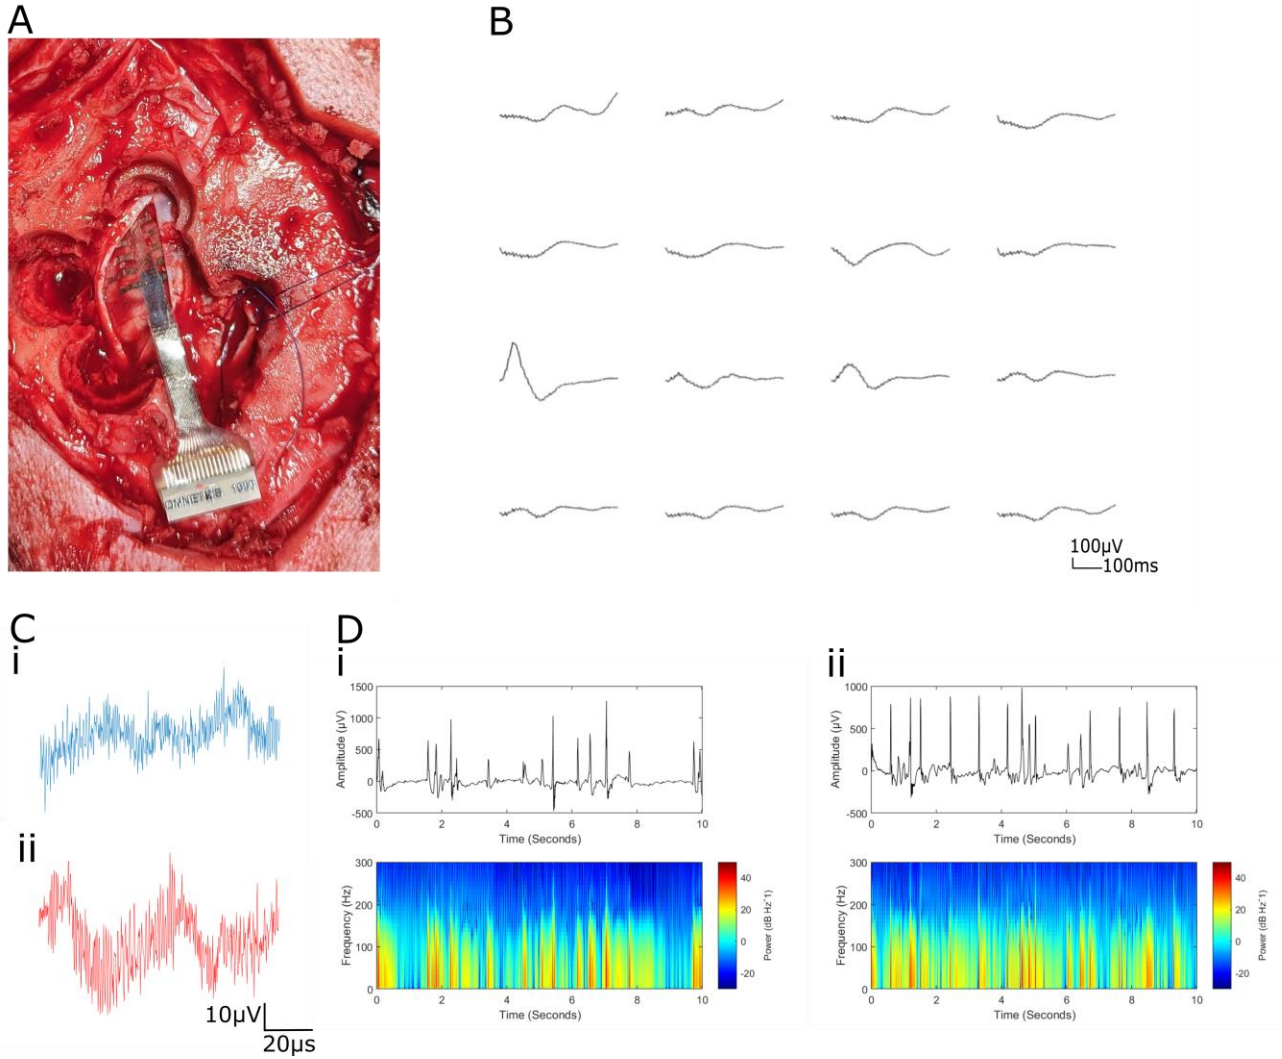 A
B
100µV
100ms
C
i
ii
10µV
20µs
D
i
1500
1000
500
0
-500
Amplitude (µV)
0 2 4 6 8 10
Time (Seconds)
300
200
100
0
Frequency (Hz)
0 2 4 6 8 10
Time (Seconds)
40
20
0
-20
Power (dB Hz^-1)
ii
1000
500
0
-500
Amplitude (µV)
0 2 4 6 8 10
Time (Seconds)
300
200
100
0
Frequency (Hz)
0 2 4 6 8 10
Time (Seconds)
40
20
0
-20
Power (dB Hz^-1)